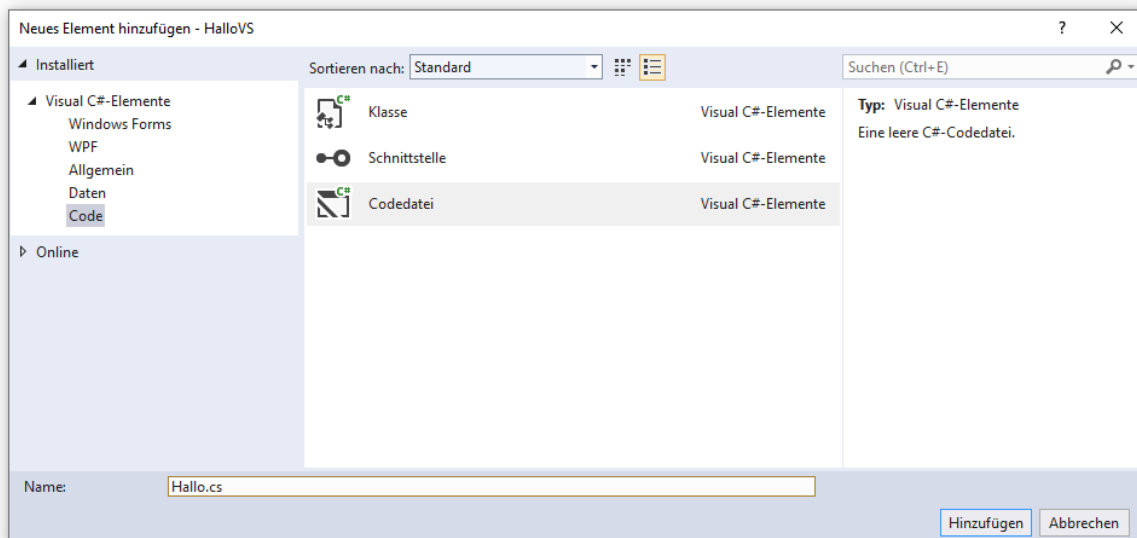 Neues Element hinzufügen - HalloVS
?
Installiert
Sortieren nach: Standard
Suchen (Ctrl+E)
Visual C#-Elemente
Windows Forms
WPF
Allgemein
Daten
Code
Online
C# Klasse Visual C#-Elemente
Schnittstelle Visual C#-Elemente
C# Codedatei Visual C#-Elemente
Typ: Visual C#-Elemente
Eine leere C#-Codedatei.
Name: Hallo.cs
Hinzufügen Abbrechen